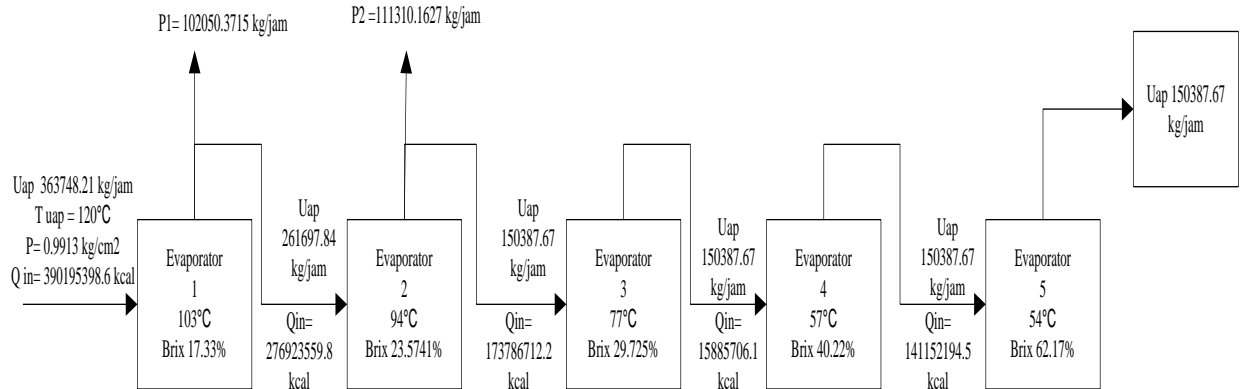 P1= 102050.3715 kg/jam
P2 =111310.1627 kg/jam
Uap 150387.67
kg/jam
Uap 363748.21 kg/jam
T uap = 120℃
P= 0.9913 kg/cm2
Q in= 390195398.6 kcal
Evaporator
1
103℃
Brix 17.33%
Uap
261697.84
kg/jam
Qin=
276923559.8
kcal
Evaporator
2
94℃
Brix 23.5741%
Uap
150387.67
kg/jam
Qin=
173786712.2
kcal
Evaporator
3
77℃
Brix 29.725%
Uap
150387.67
kg/jam
Qin=
15885706.1
kcal
Evaporator
4
57℃
Brix 40.22%
Uap
150387.67
kg/jam
Qin=
141152194.5
kcal
Evaporator
5
54℃
Brix 62.17%